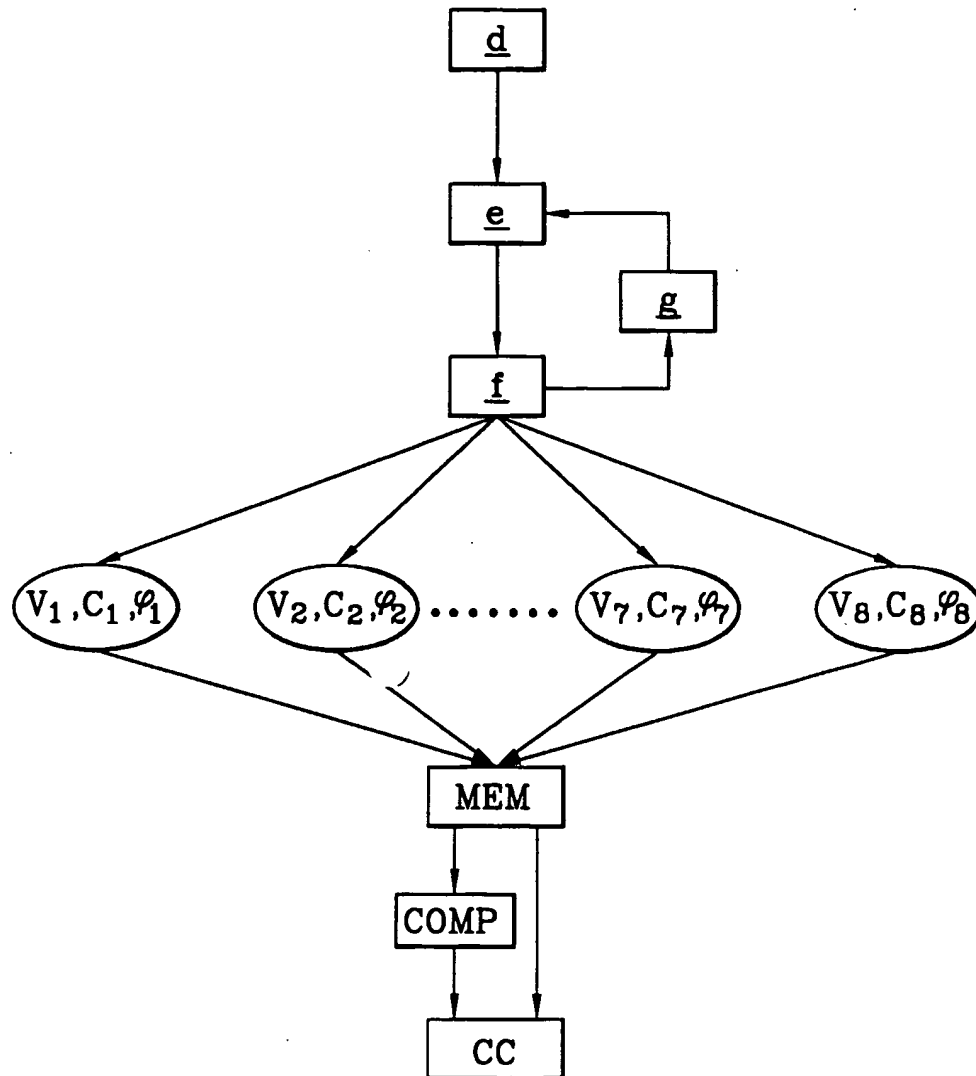 d
e
g
f
V₁,C₁,φ₁
V₂,C₂,φ₂
V₇,C₇,φ₇
V₈,C₈,φ₈
MEM
COMP
CC